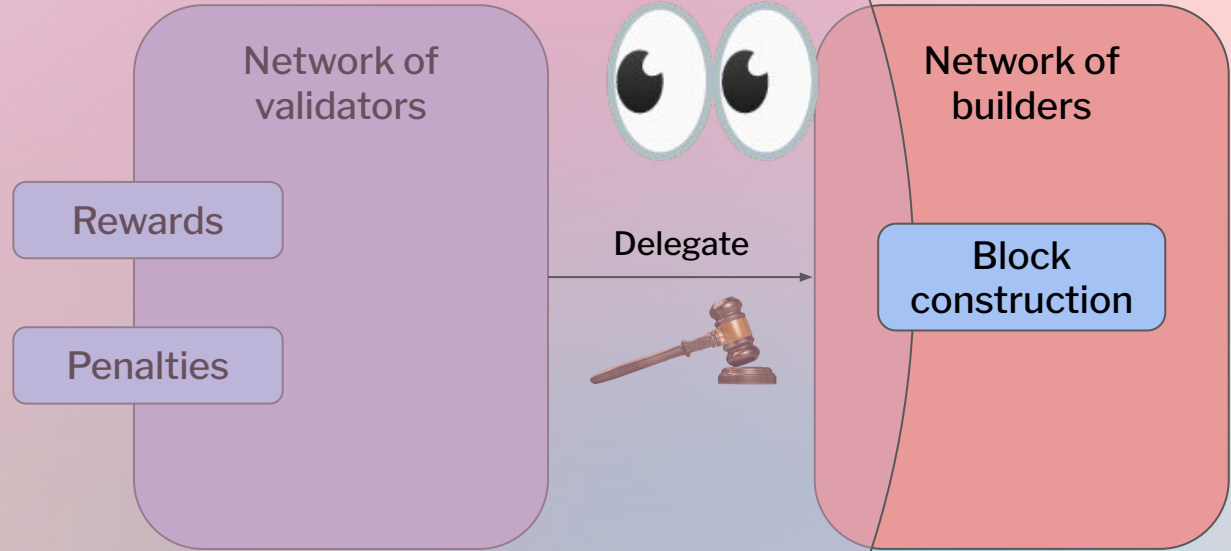 Network of
validators
Rewards
Penalties
Delegate
Network of
builders
Block
construction